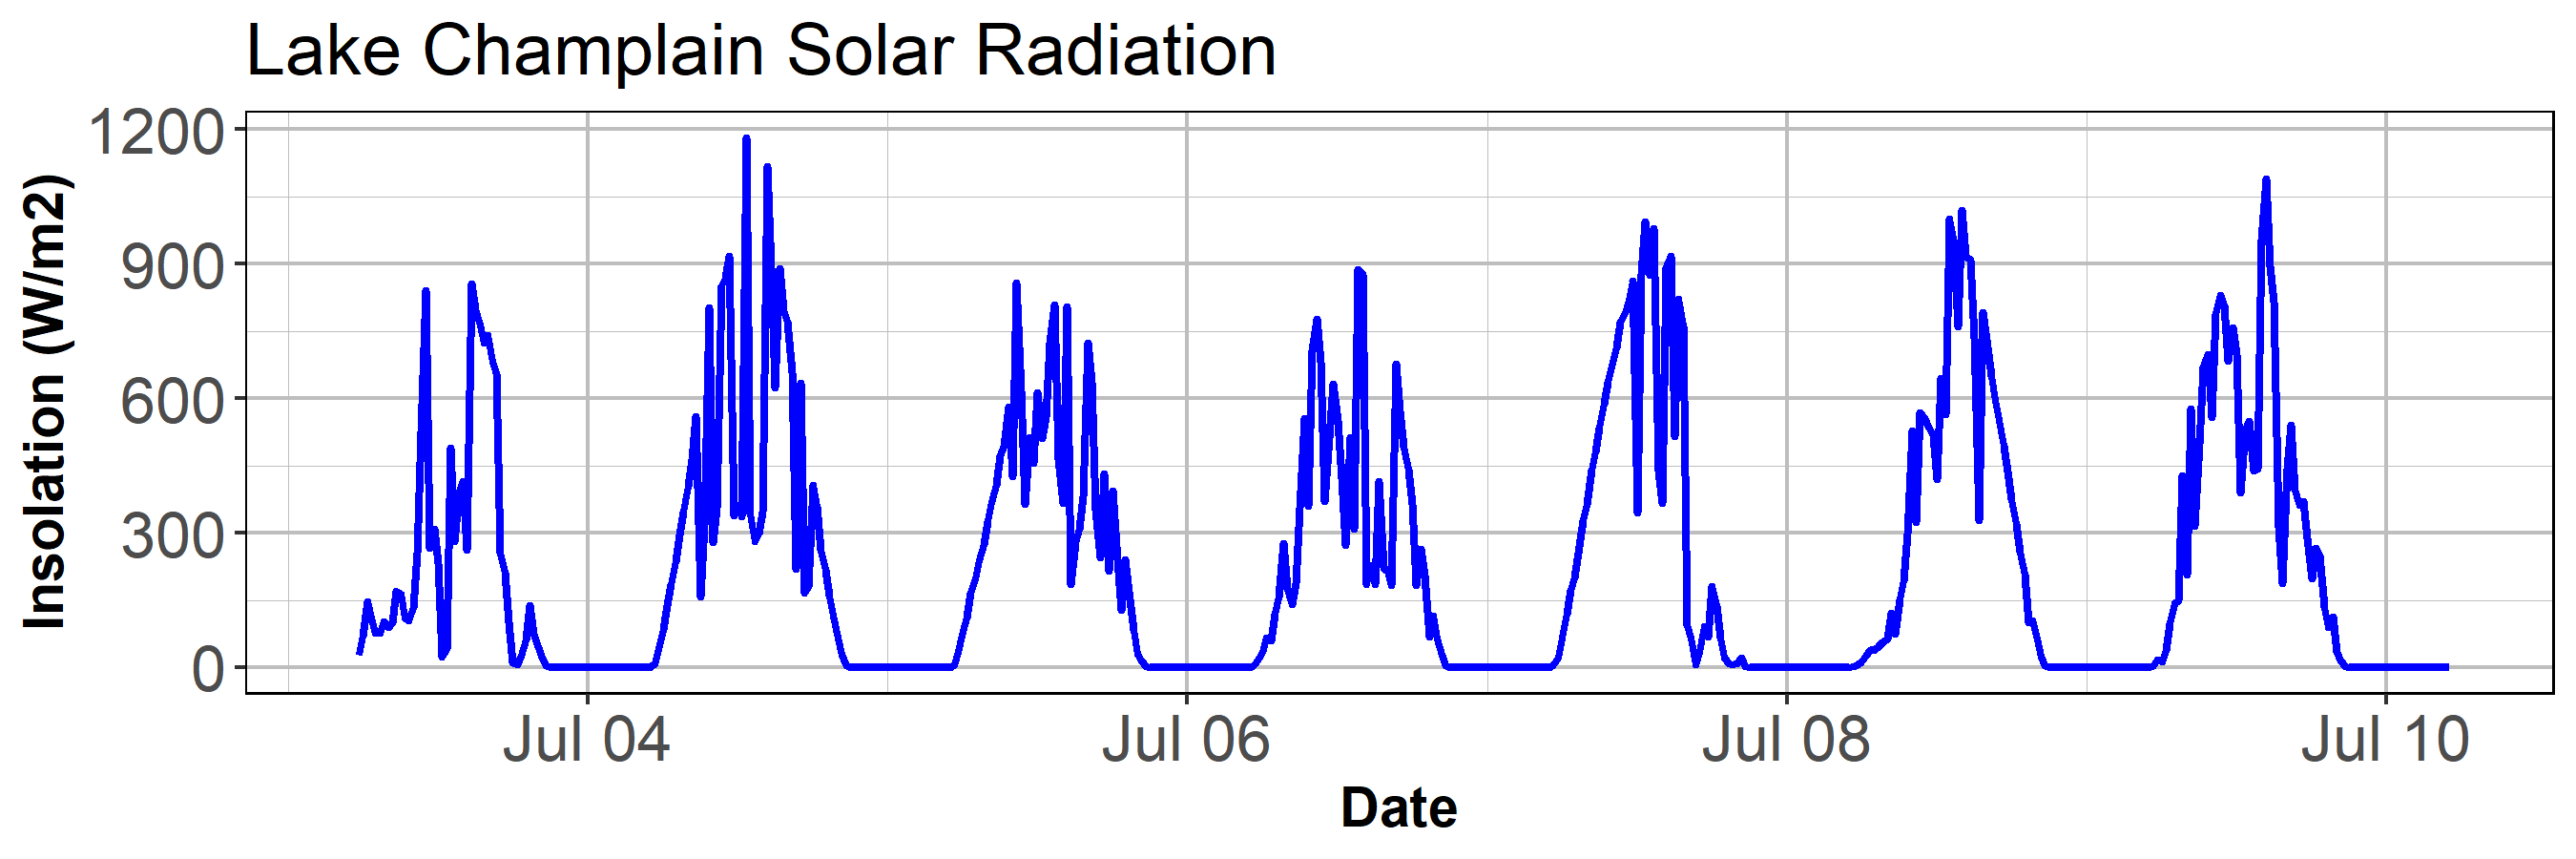 Lake Champlain Solar Radiation
1200
900
600
300
0
Insolation (W/m2)
Jul 04 Jul 06 Jul 08 Jul 10
Date